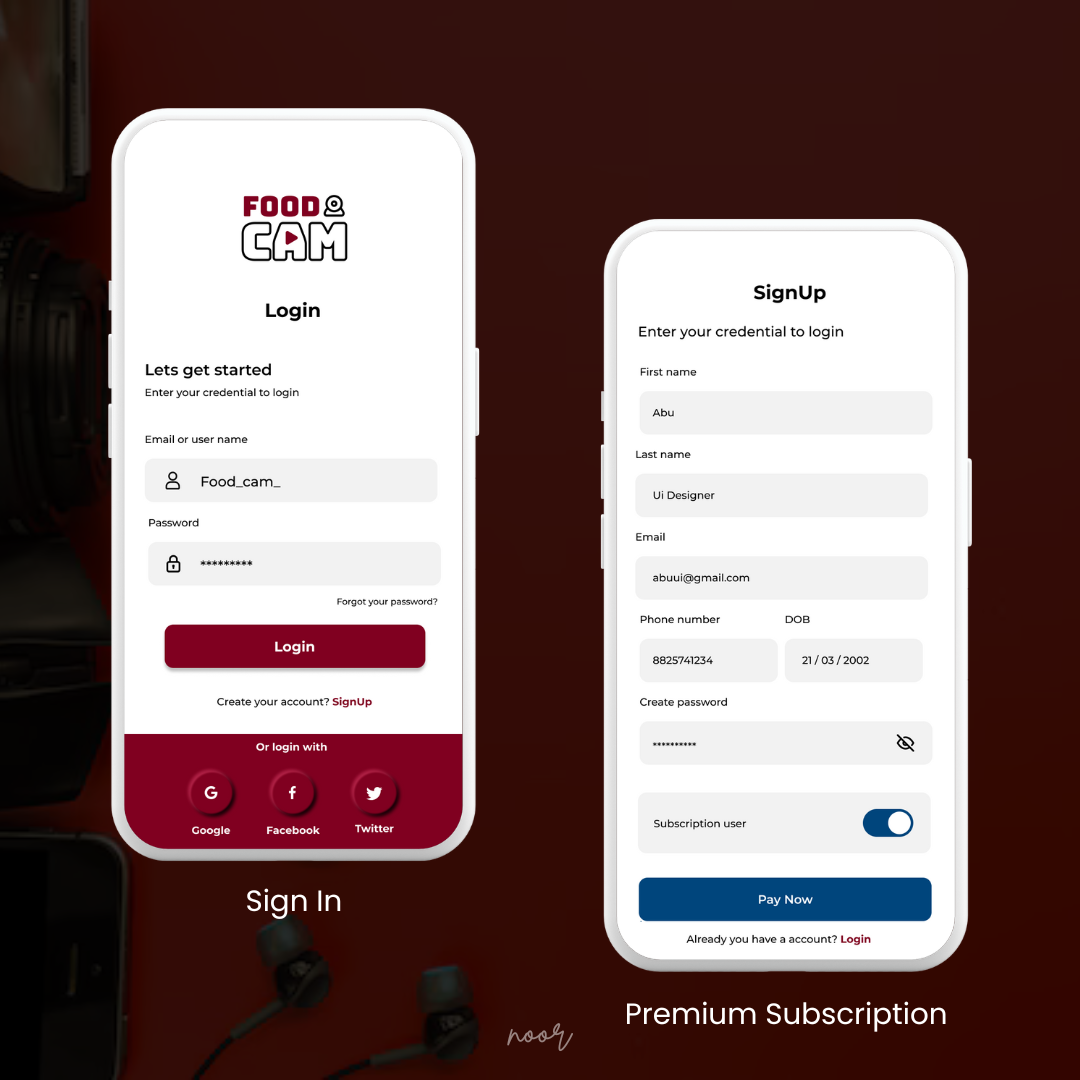 FOOD
CAM
Login
Lets get started
Enter your credential to login
Email or user name
Food_cam_
Password
*********
Forgot your password?
Login
Create your account? SignUp
Or login with
Google
Facebook
Twitter
Sign In
SignUp
Enter your credential to login
First name
Abu
Last name
Ui Designer
Email
abuui@gmail.com
Phone number
DOB
8825741234
21 / 03 / 2002
Create password
**********
Subscription user
Pay Now
Already you have a account? Login
Premium Subscription
noor